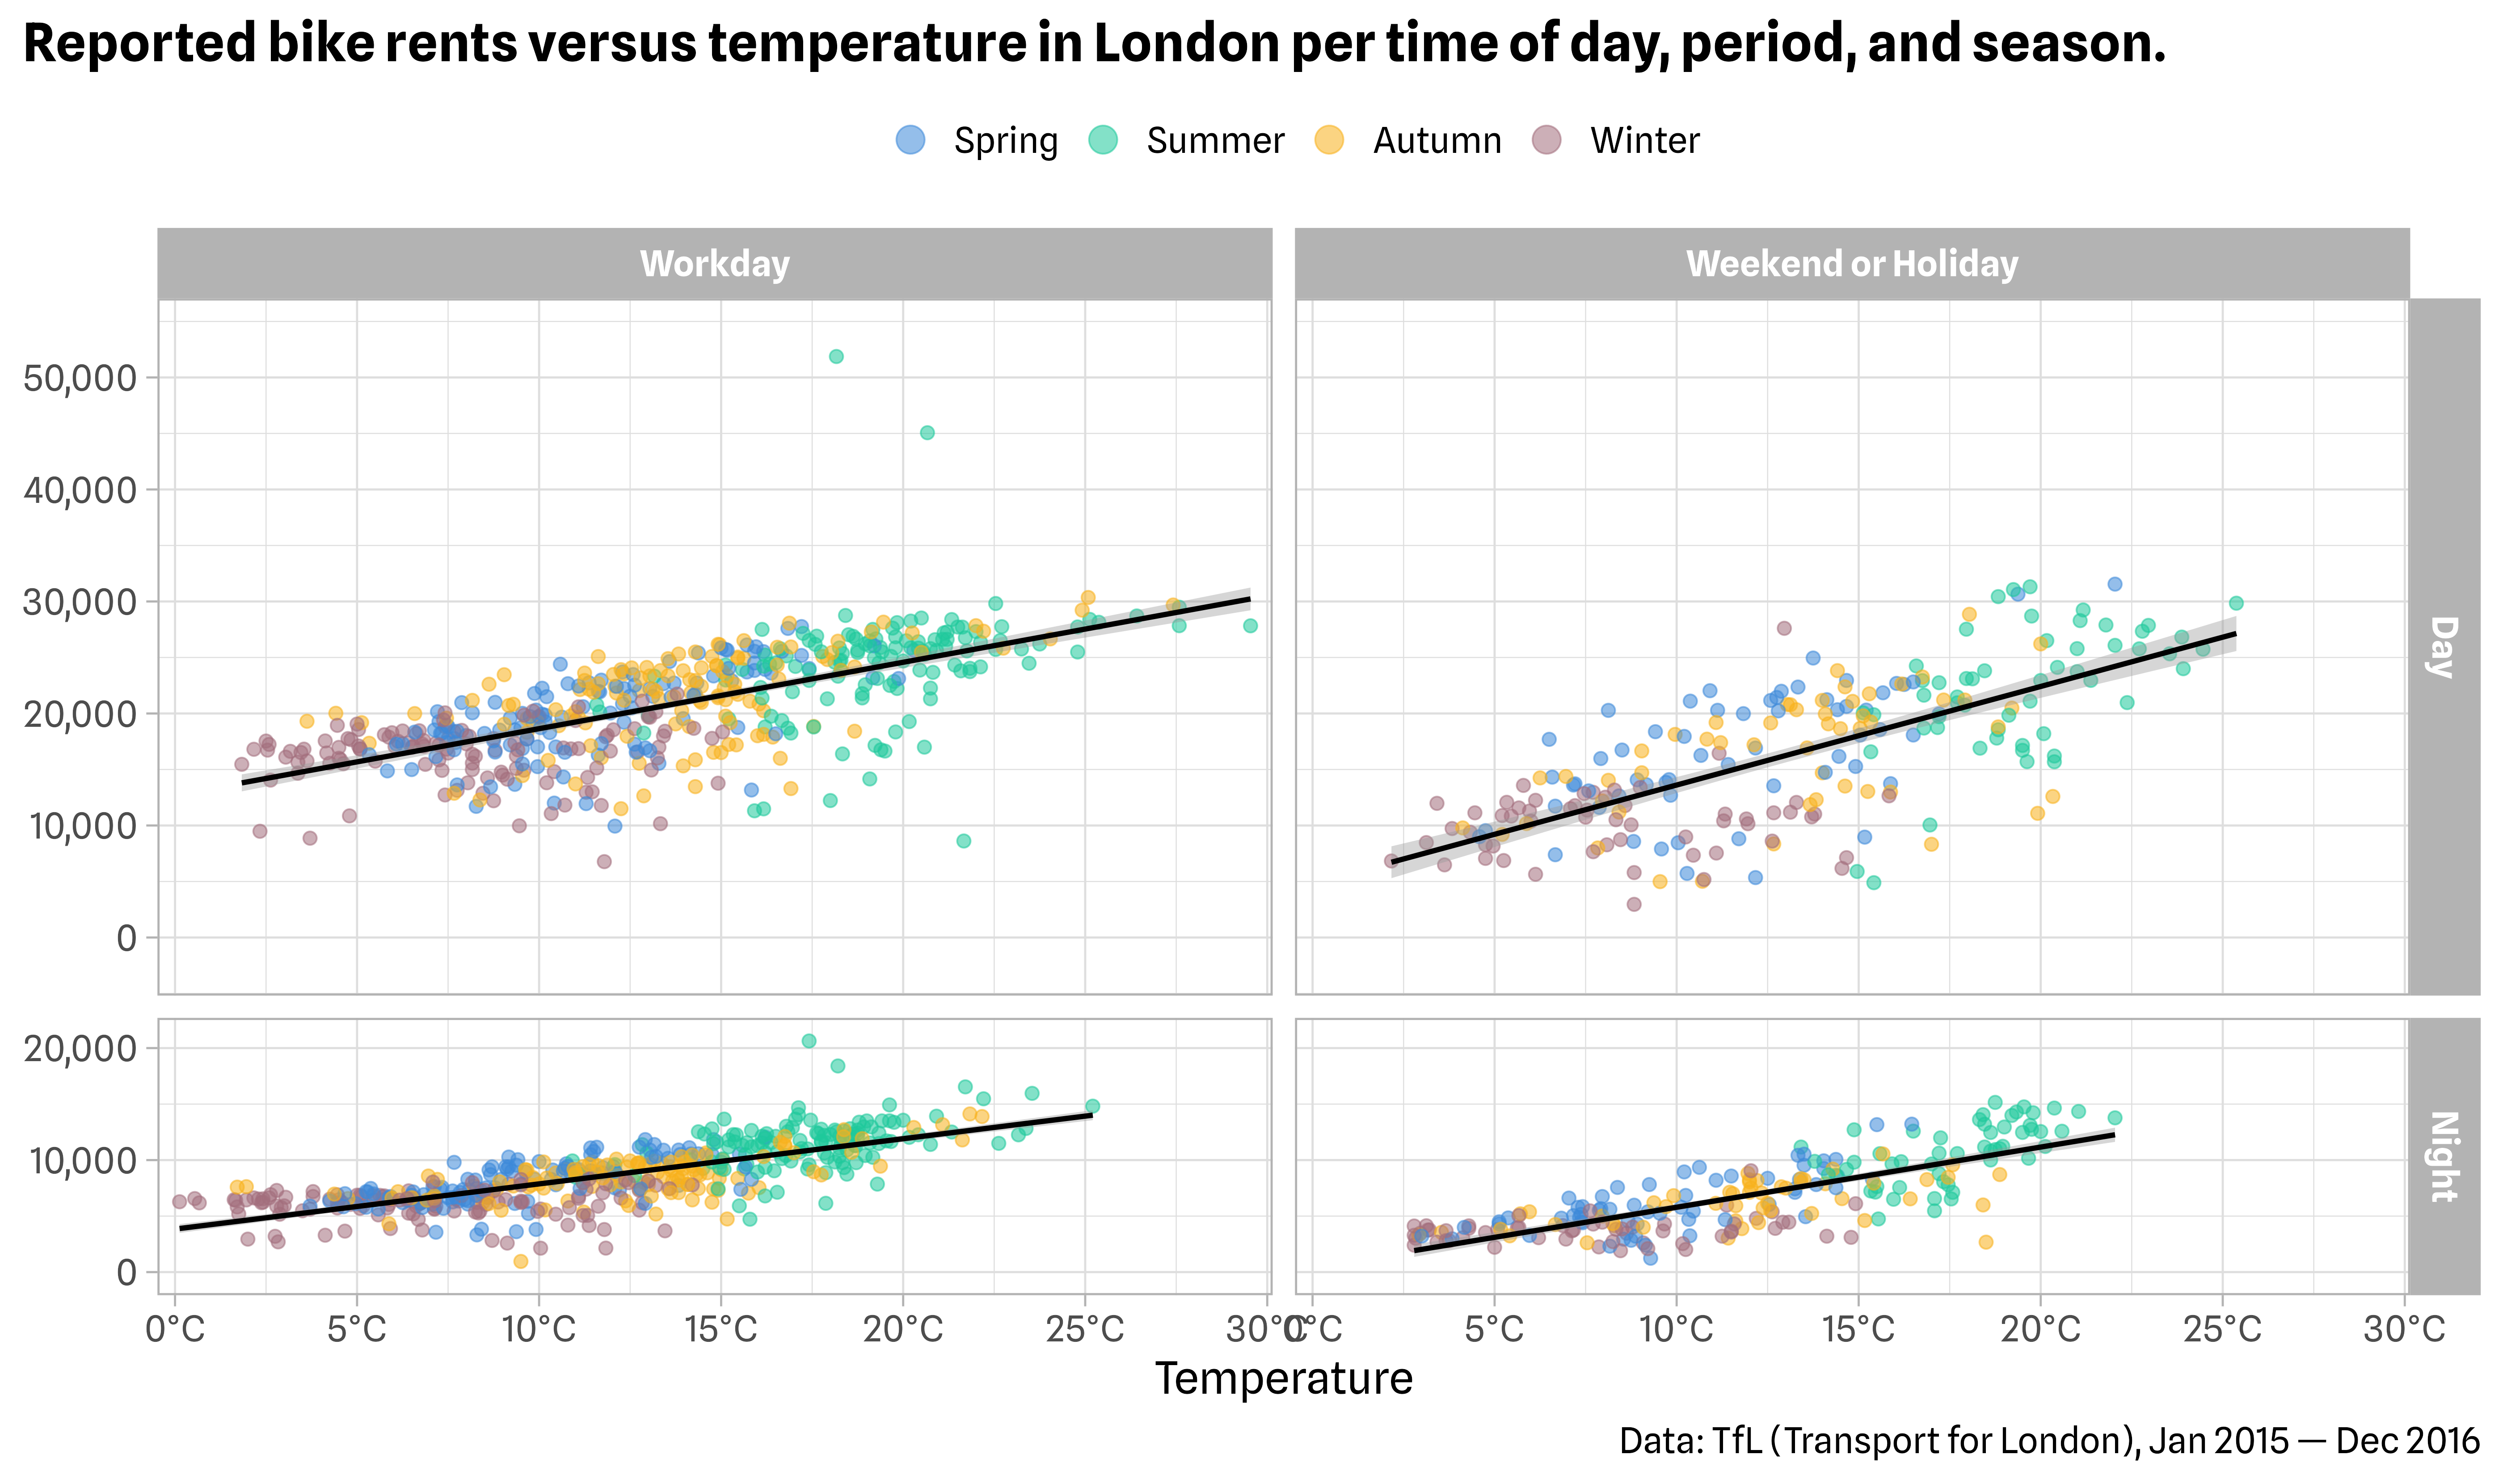 Reported bike rents versus temperature in London per time of day, period, and season.
Spring Summer Autumn Winter
Workday Weekend or Holiday
50,000
40,000
30,000
20,000
10,000
0
Day
20,000
10,000
0
Night
0°C 5°C 10°C 15°C 20°C 25°C 30°C 0°C 5°C 10°C 15°C 20°C 25°C 30°C
Temperature
Data: TfL (Transport for London), Jan 2015 — Dec 2016